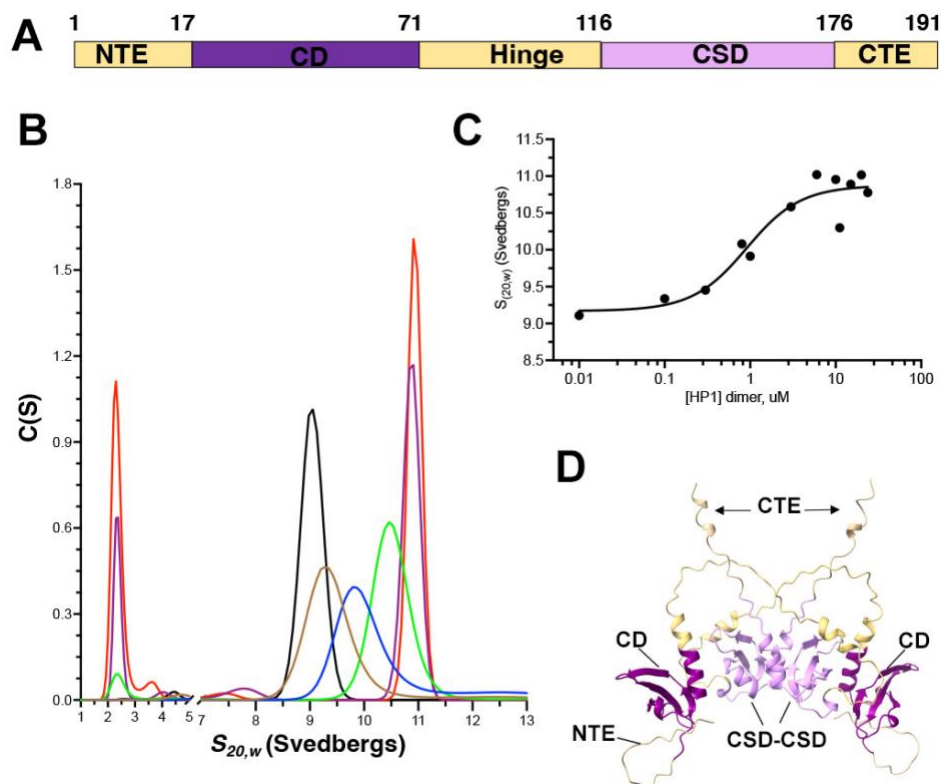 A
1 17 71 116 176 191
NTE CD Hinge CSD CTE
B
1.8
1.5
1.2
0.9
0.6
0.3
0.0
C(S)
1 2 3 4 5 7 8 9 10 11 12 13
S20,w (Svedbergs)
C
11.5
11.0
10.5
10.0
9.5
9.0
8.5
S(20,w) (Svedbergs)
0.01 0.1 1 10 100
[HP1] dimer, uM
D
CTE
CD CD
NTE
CSD-CSD